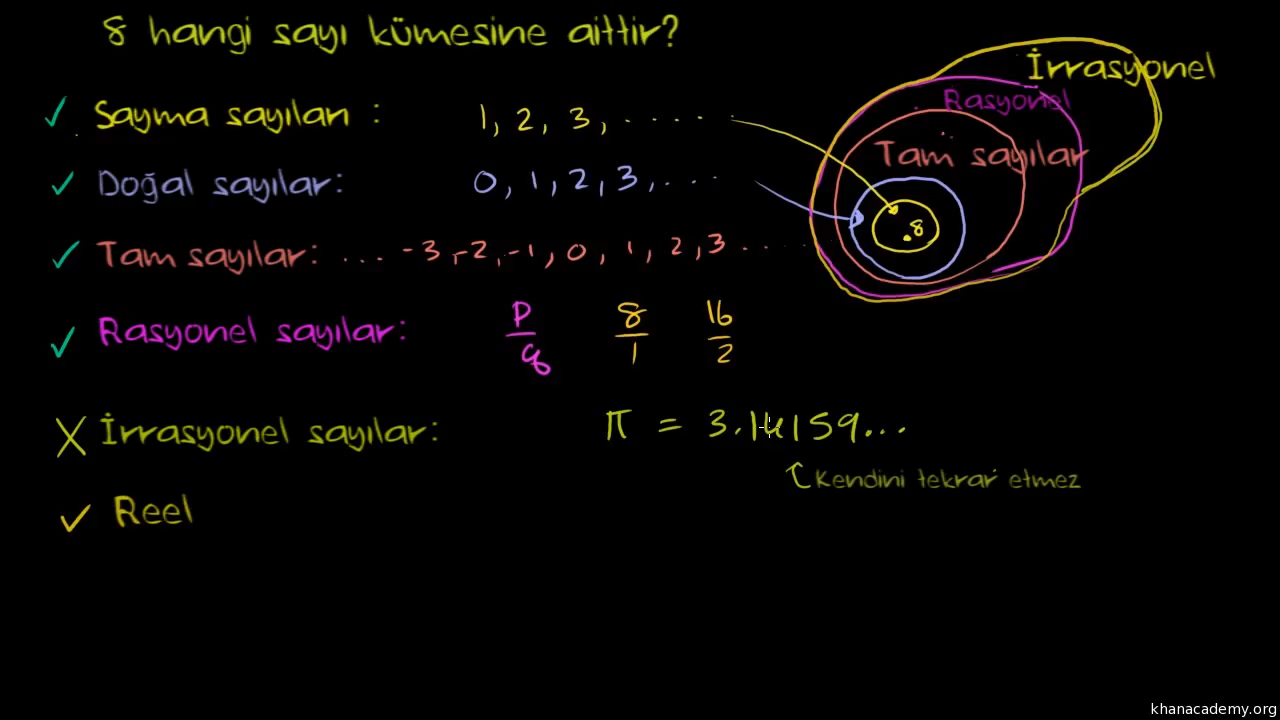 8 hangi sayı kümesine aittir?
✓ Sayma sayıları : 1, 2, 3, . . . . .
✓ Doğal sayılar: 0, 1, 2, 3, . . .
✓ Tam sayılar: ... -3, -2, -1, 0, 1, 2, 3 ....
✓ Rasyonel sayılar: p/q 8/1 16/2
X İrrasyonel sayılar: π = 3.14159...
Kendini tekrar etmez
✓ Reel
İrrasyonel
Rasyonel
Tam sayılar
8
khanacademy.org